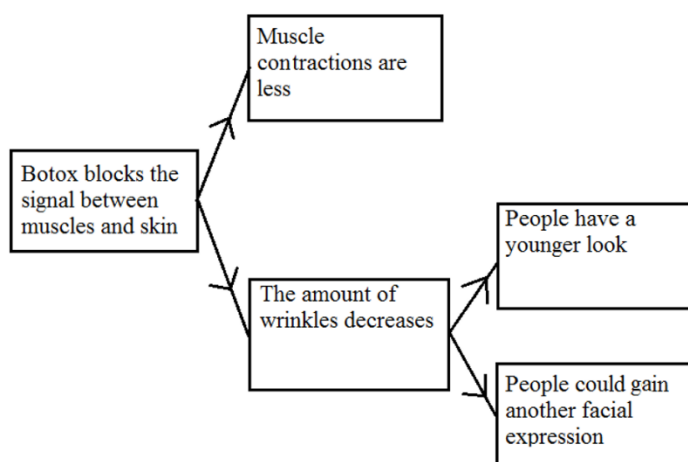 Muscle
contractions are
less
Botox blocks the
signal between
muscles and skin
People have a
younger look
The amount of
wrinkles decreases
People could gain
another facial
expression